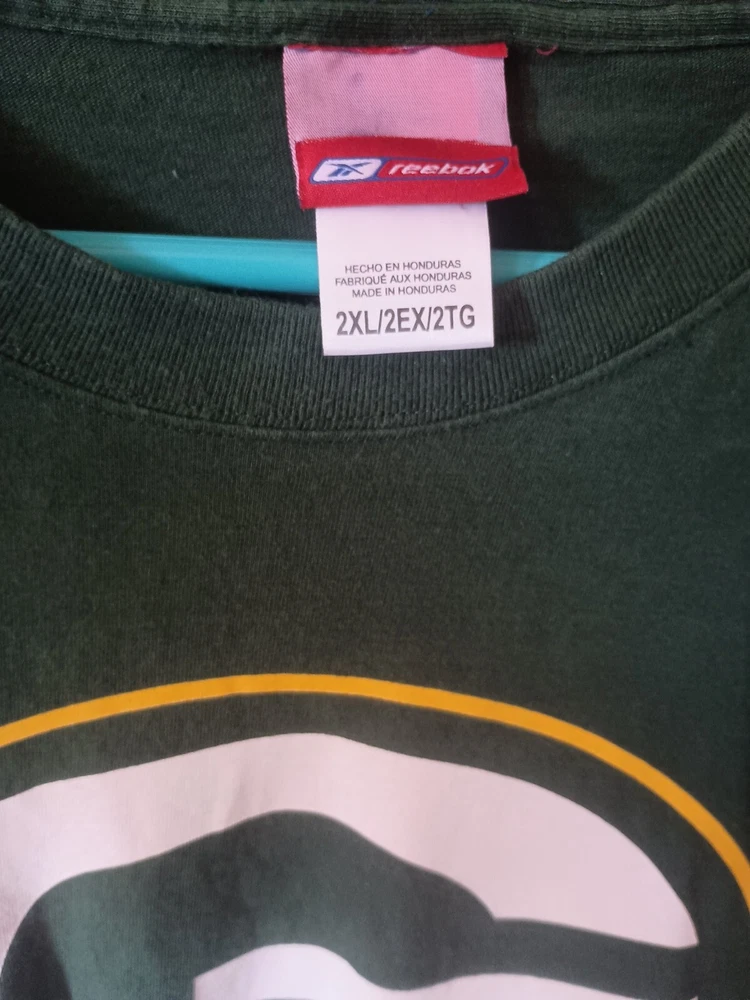 reebok
HECHO EN HONDURAS
FABRIQUÉ AUX HONDURAS
MADE IN HONDURAS
2XL/2EX/2TG